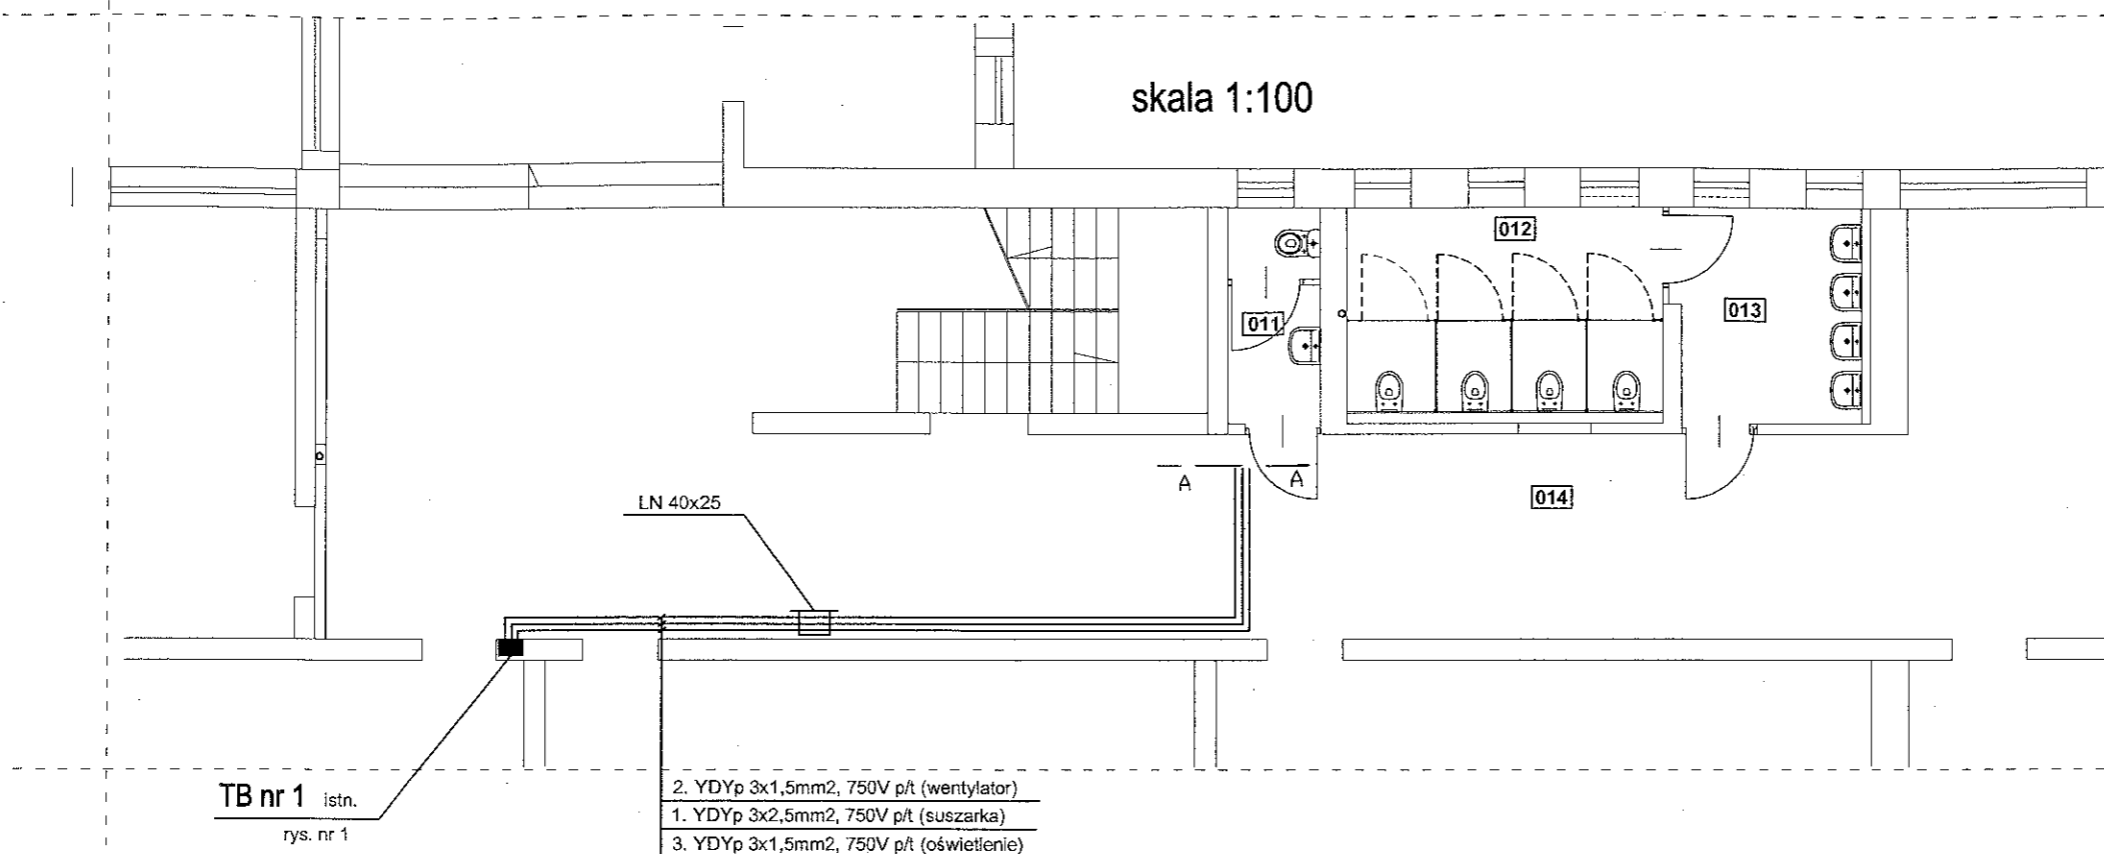 skala 1:100
012
011
013
A
A
014
LN 40x25
TB nr 1 istn.
rys. nr 1
2. YDYp 3x1,5mm2, 750V p/t (wentylator)
1. YDYp 3x2,5mm2, 750V p/t (suszarka)
3. YDYp 3x1,5mm2, 750V p/t (oświetlenie)